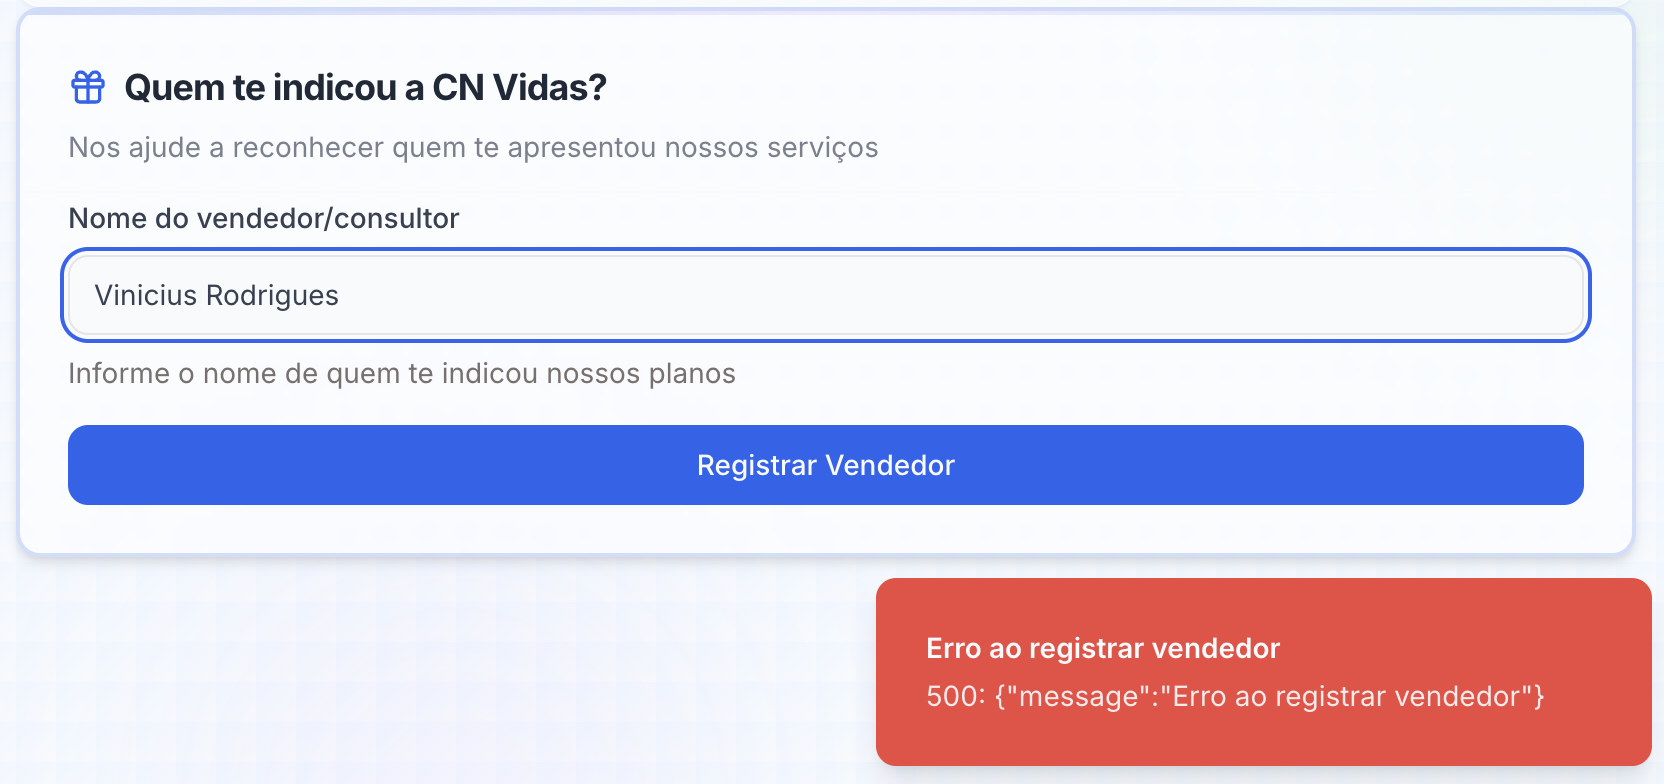 Quem te indicou a CN Vidas?
Nos ajude a reconhecer quem te apresentou nossos serviços
Nome do vendedor/consultor
Vinicius Rodrigues
Informe o nome de quem te indicou nossos planos
Registrar Vendedor
Erro ao registrar vendedor
500: {"message":"Erro ao registrar vendedor"}